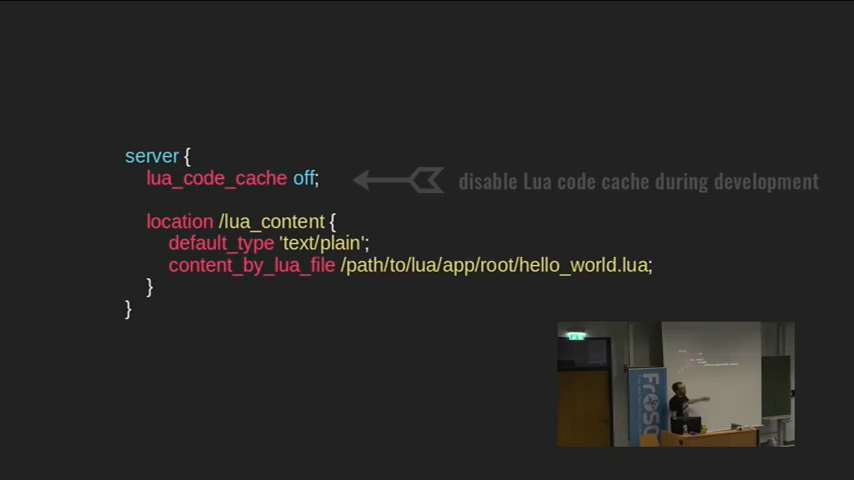 server {
lua_code_cache off;
disable Lua code cache during development
location /lua_content {
default_type 'text/plain';
content_by_lua_file /path/to/lua/app/root/hello_world.lua;
}
}
FrOSC